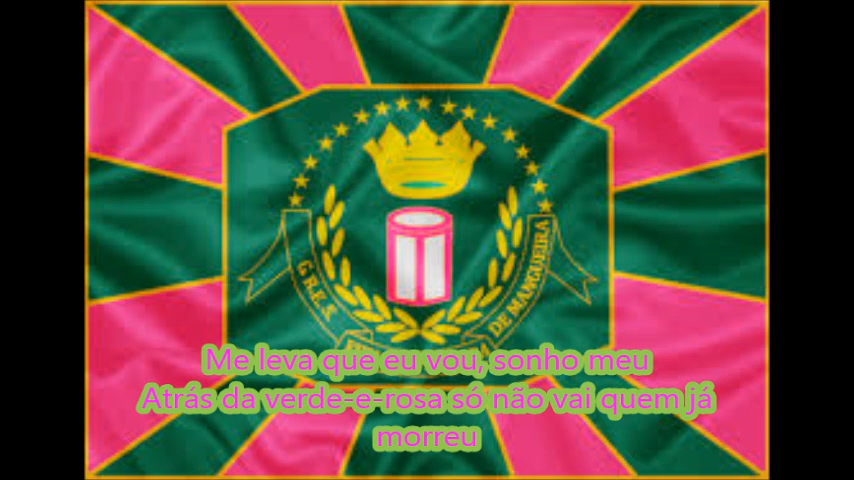 G.R.E.S.
DE MANGUEIRA
Me leva que eu vou, sonho meu
Atrás da verde-e-rosa só não vai quem já
morreu